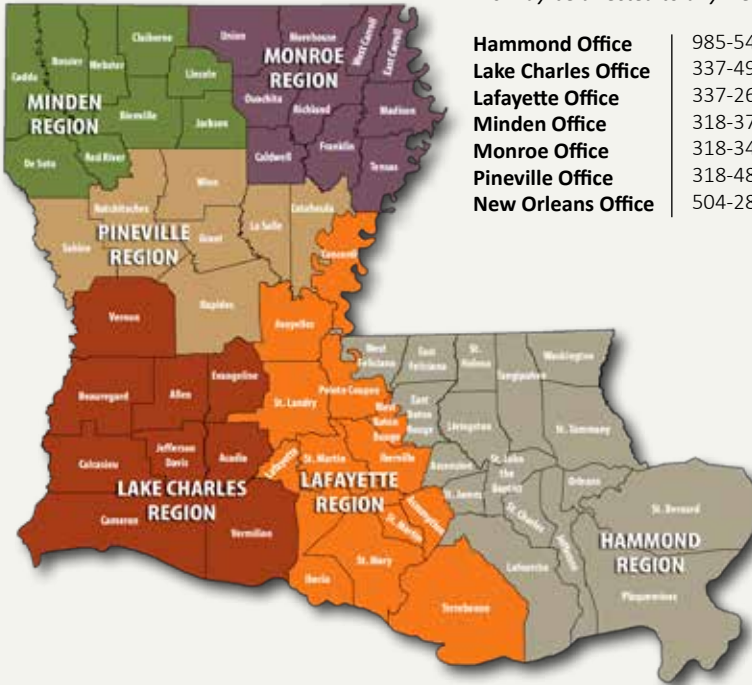 Hammond Office 985-54
Lake Charles Office 337-49
Lafayette Office 337-26
Minden Office 318-37
Monroe Office 318-34
Pineville Office 318-48
New Orleans Office 504-28
MINDEN
REGION
Caddo
Bossier
Webster
Claiborne
Lincoln
Bienville
Jackson
De Soto
Red River
MONROE
REGION
Union
Morehouse
West Carroll
East Carroll
Ouachita
Richland
Madison
Caldwell
Franklin
Tensas
PINEVILLE
REGION
Winn
Natchitoches
Sabine
Grant
La Salle
Catahoula
Rapides
LAKE CHARLES
REGION
Vernon
Beauregard
Allen
Evangeline
Calcasieu
Jefferson
Davis
Acadia
Cameron
Vermilion
LAFAYETTE
REGION
Concordia
Avoyelles
St. Landry
Pointe Coupee
West
Baton
Rouge
Lafayette
St. Martin
Iberville
Assumption
St. Martin
Iberia
St. Mary
Terrebonne
HAMMOND
REGION
West
Feliciana
East
Feliciana
St.
Helena
Tangipahoa
Washington
East
Baton
Rouge
Livingston
St. Tammany
Ascension
St. James
St. John
the
Baptist
St. Charles
Orleans
Jefferson
St. Bernard
Lafourche
Plaquemines